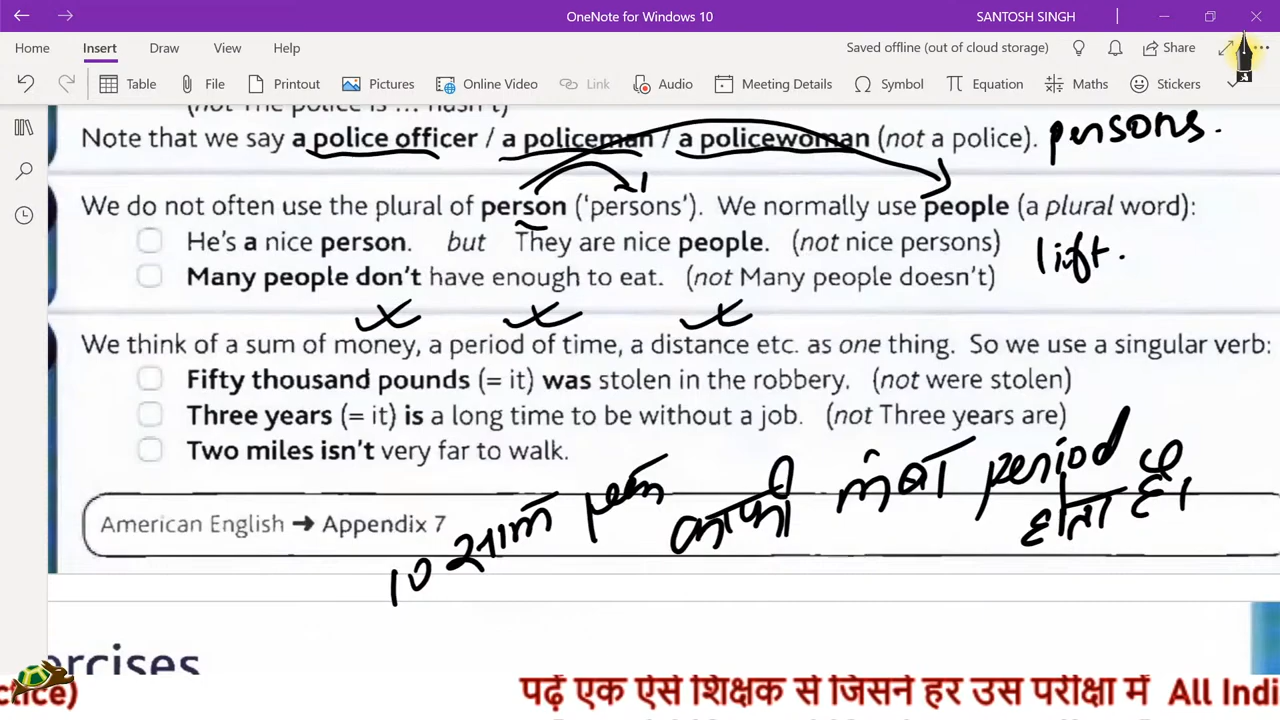 OneNote for Windows 10
SANTOSH SINGH
Home Insert Draw View Help
Saved offline (out of cloud storage)
Share
Table File Printout Pictures Online Video Link Audio Meeting Details Symbol Equation Maths Stickers
(not The police is ... hasn't)
Note that we say a police officer / a policeman / a policewoman (not a police).
persons.
We do not often use the plural of person ('persons'). We normally use people (a plural word):
He's a nice person. but They are nice people. (not nice persons)
Many people don't have enough to eat. (not Many people doesn't)
lift.
We think of a sum of money, a period of time, a distance etc. as one thing. So we use a singular verb:
Fifty thousand pounds (= it) was stolen in the robbery. (not were stolen)
Three years (= it) is a long time to be without a job. (not Three years are)
Two miles isn't very far to walk.
10 साल एक काफी लंबा period होता है।
American English → Appendix 7
ercises
ctice)
पढ़ें एक ऐसे शिक्षक से जिसने हर उस परीक्षा में All Indi